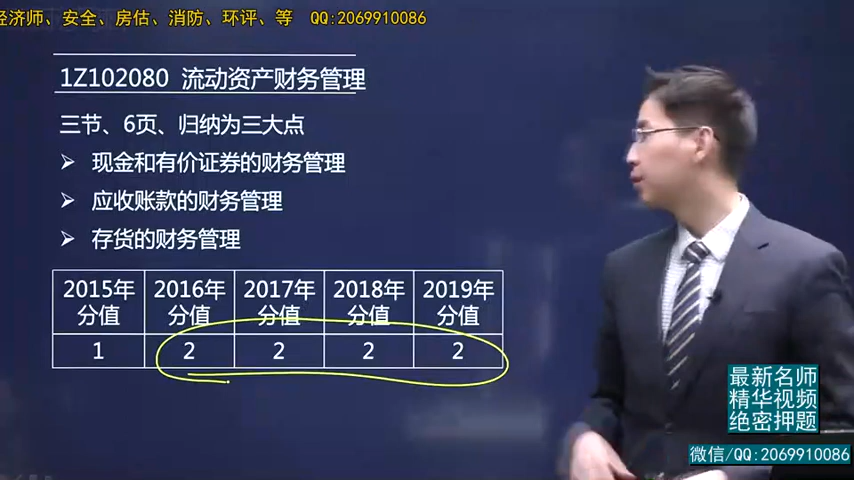 经济师、安全、房估、消防、环评、等 QQ:2069910086
1Z102080 流动资产财务管理
三节、6页、归纳为三大点
➢ 现金和有价证券的财务管理
➢ 应收账款的财务管理
➢ 存货的财务管理
2015年分值 2016年分值 2017年分值 2018年分值 2019年分值
1 2 2 2 2
最新名师
精华视频
绝密押题
微信/QQ:2069910086